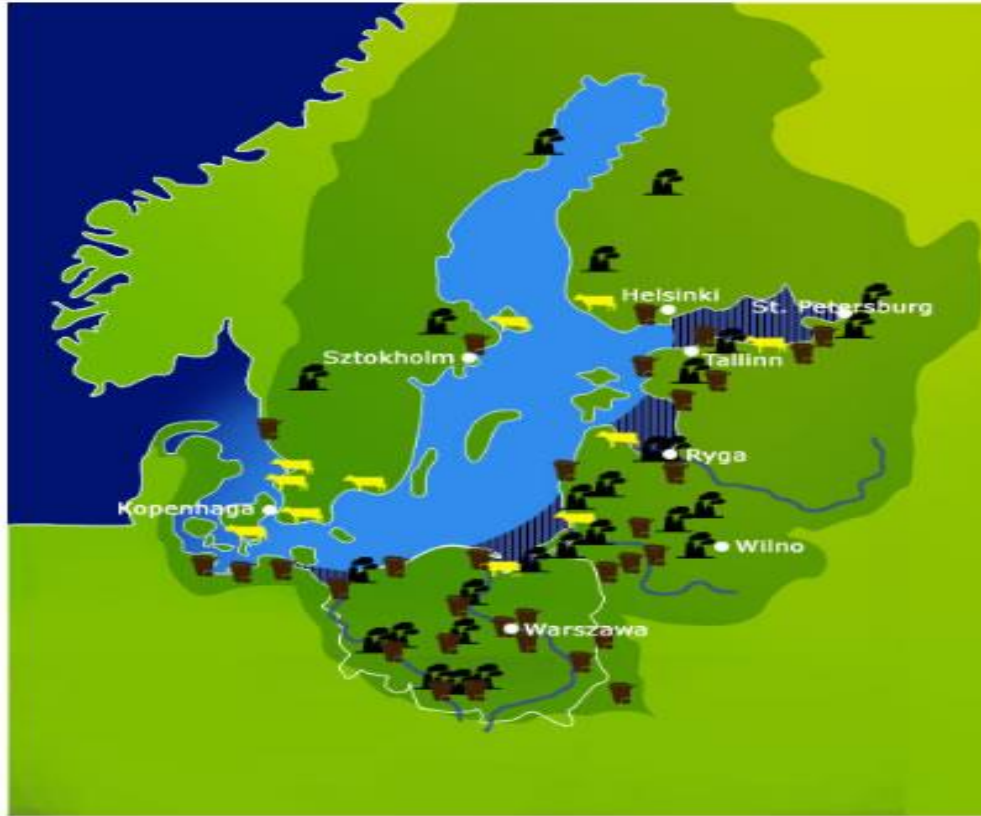 Helsinki
St. Petersburg
Sztokholm
Tallinn
Ryga
Kopenhaga
Wilno
Warszawa